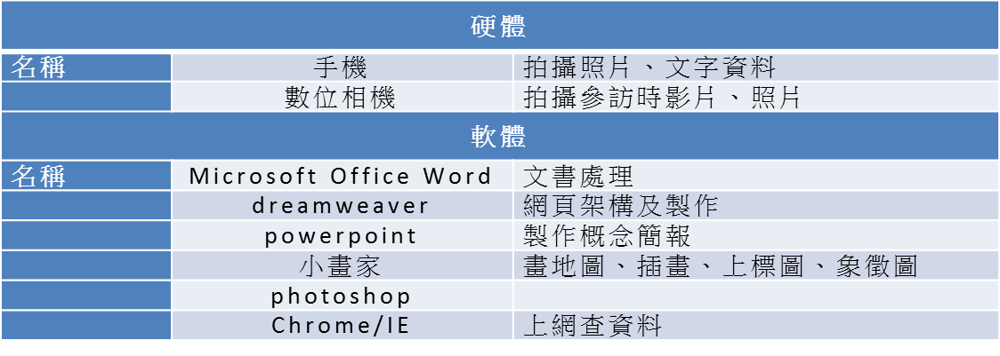 硬體
名稱 手機 拍攝照片、文字資料
數位相機 拍攝參訪時影片、照片
軟體
名稱 Microsoft Office Word 文書處理
dreamweaver 網頁架構及製作
powerpoint 製作概念簡報
小畫家 畫地圖、插畫、上標圖、象徵圖
photoshop
Chrome/IE 上網查資料